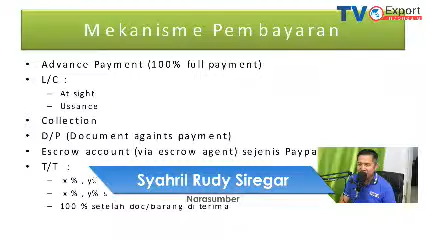 TV Export
Mekanisme Pembayaran
• Advance Payment (100% full payment)
• L/C :
– At sight
– Ussance
• Collection
• D/P (Document againts payment)
• Escrow account (via escrow agent) sejenis Paypa
• T/T :
– x %, y%
– x %, y%
– 100 % setelah doc/barang di terima
Syahril Rudy Siregar
Narasumber